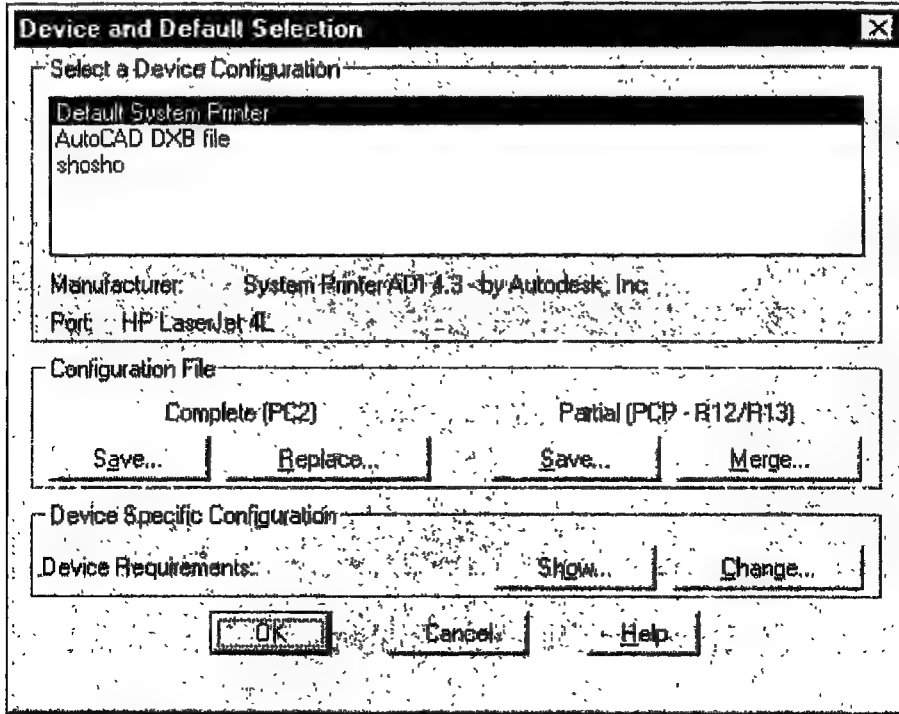 Device and Default Selection
Select a Device Configuration
Default System Printer
AutoCAD DXB file
shosho
Manufacturer: System Printer ADI 4.3 - by Autodesk, Inc
Port: HP LaserJet 4L
Configuration File
Complete (PC2) Partial (PCP - R12/R13)
Save... Replace... Save... Merge...
Device Specific Configuration
Device Requirements: Show... Change...
OK Cancel Help